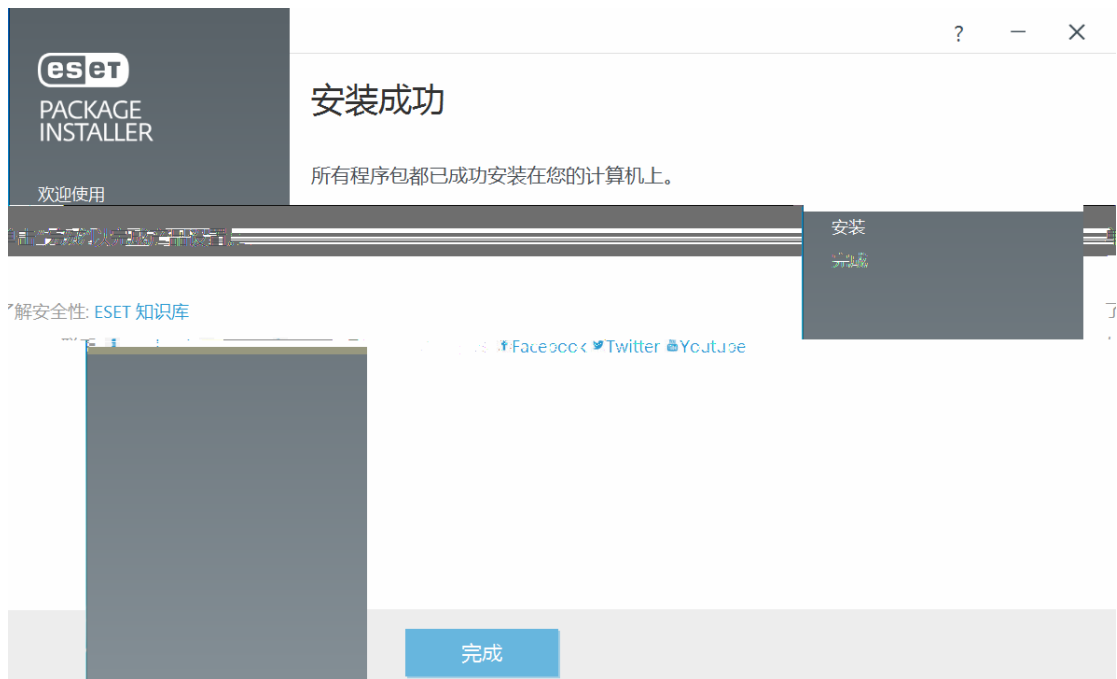 ?
eset
PACKAGE
INSTALLER
安装成功
所有程序包都已成功安装在您的计算机上。
欢迎使用
安装
完成
了解安全性: ESET 知识库
Facebook Twitter Youtube
完成